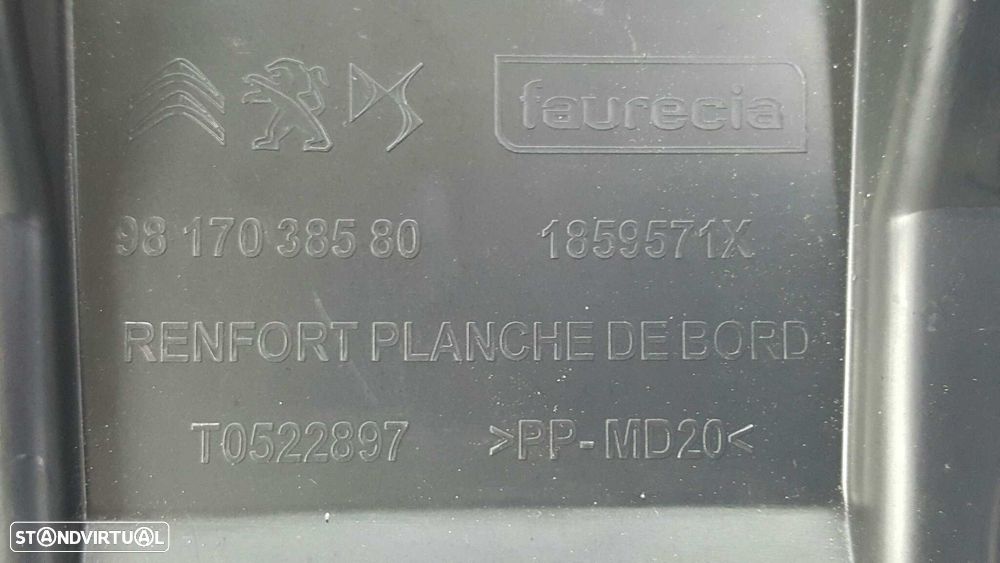 faurecia
98 170 385 80 1859571X
RENFORT PLANCHE DE BORD
T0522897 >PP-MD20<
STANDVIRTUAL